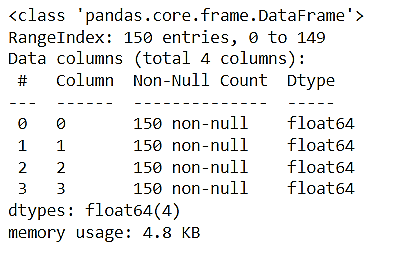 <class 'pandas.core.frame.DataFrame'>
RangeIndex: 150 entries, 0 to 149
Data columns (total 4 columns):
 #   Column  Non-Null Count  Dtype
---  ------  --------------  -----
 0   0       150 non-null    float64
 1   1       150 non-null    float64
 2   2       150 non-null    float64
 3   3       150 non-null    float64
dtypes: float64(4)
memory usage: 4.8 KB